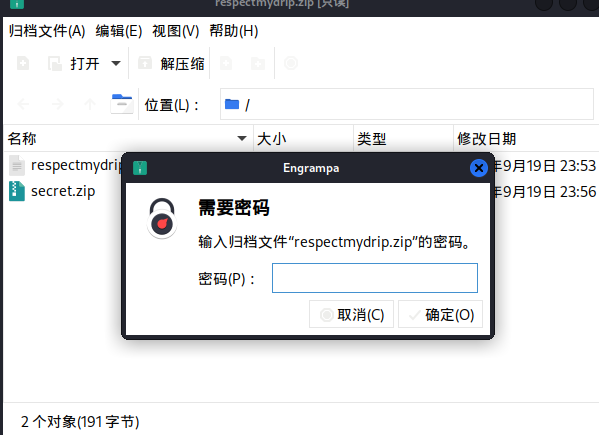 respectmydrip.zip [只读]
归档文件(A) 编辑(E) 视图(V) 帮助(H)
打开 解压缩
位置(L)： /
名称 大小 类型 修改日期
respectmydrip 年9月19日 23:53
secret.zip 年9月19日 23:56
Engrampa
需要密码
输入归档文件“respectmydrip.zip”的密码。
密码(P)：
取消(C) 确定(O)
2 个对象(191 字节)